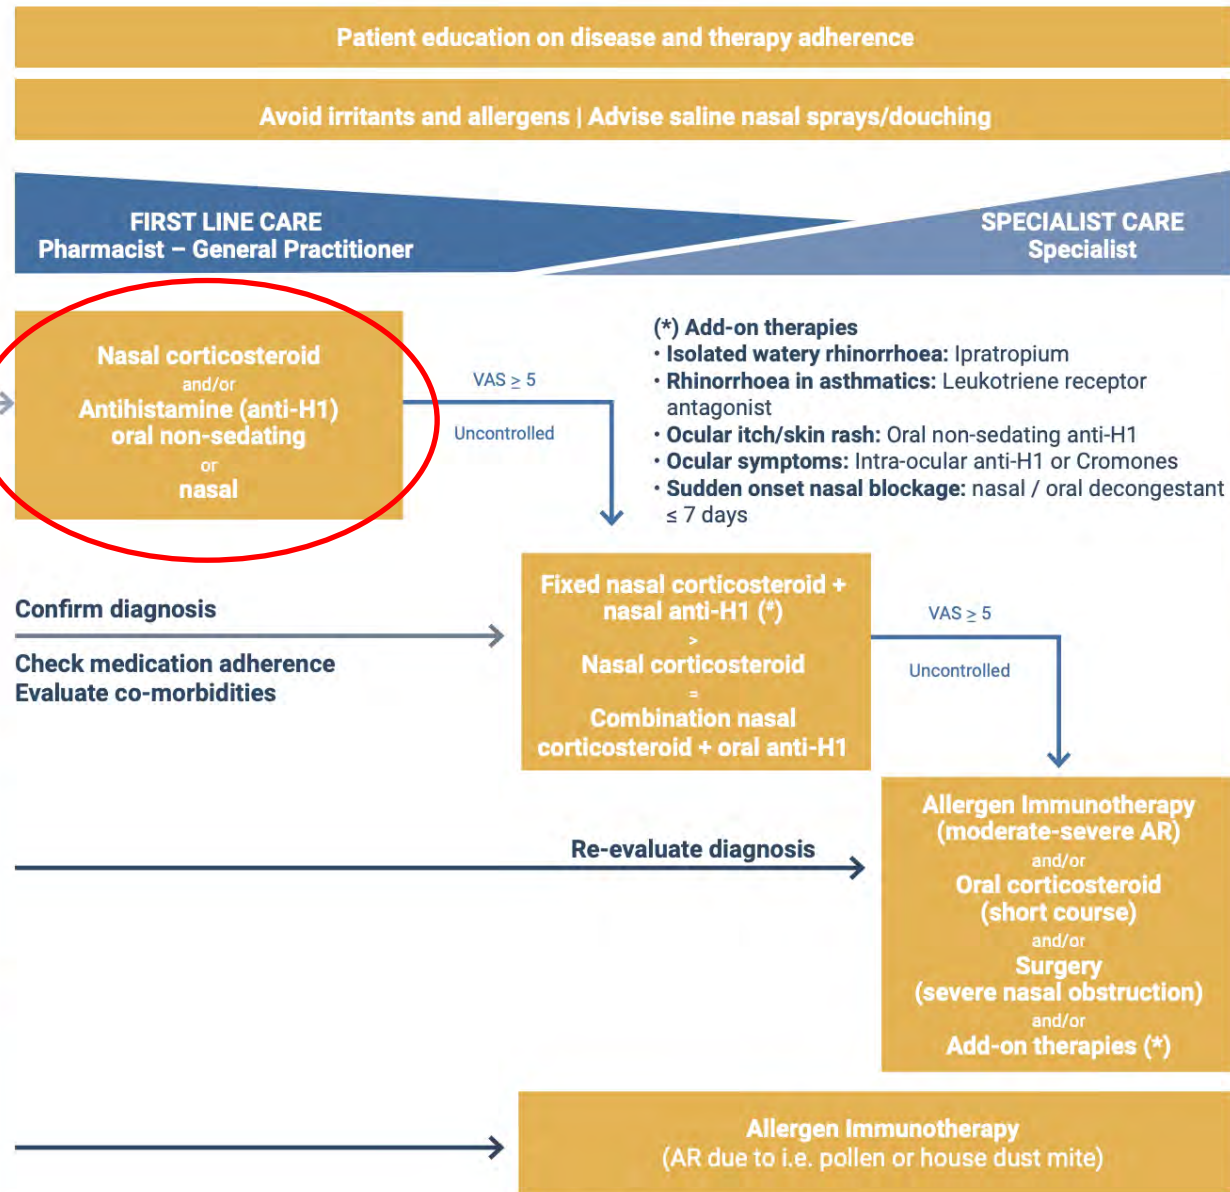 Patient education on disease and therapy adherence
Avoid irritants and allergens | Advise saline nasal sprays/douching
FIRST LINE CARE
Pharmacist – General Practitioner
SPECIALIST CARE
Specialist
Nasal corticosteroid
and/or
Antihistamine (anti-H1)
oral non-sedating
or
nasal
VAS ≥ 5
Uncontrolled
(*) Add-on therapies
• Isolated watery rhinorrhoea: Ipratropium
• Rhinorrhoea in asthmatics: Leukotriene receptor
antagonist
• Ocular itch/skin rash: Oral non-sedating anti-H1
• Ocular symptoms: Intra-ocular anti-H1 or Cromones
• Sudden onset nasal blockage: nasal / oral decongestant
≤ 7 days
Confirm diagnosis
Check medication adherence
Evaluate co-morbidities
Fixed nasal corticosteroid +
nasal anti-H1 (*)
>
Nasal corticosteroid
=
Combination nasal
corticosteroid + oral anti-H1
VAS ≥ 5
Uncontrolled
Re-evaluate diagnosis
Allergen Immunotherapy
(moderate-severe AR)
and/or
Oral corticosteroid
(short course)
and/or
Surgery
(severe nasal obstruction)
and/or
Add-on therapies (*)
Allergen Immunotherapy
(AR due to i.e. pollen or house dust mite)